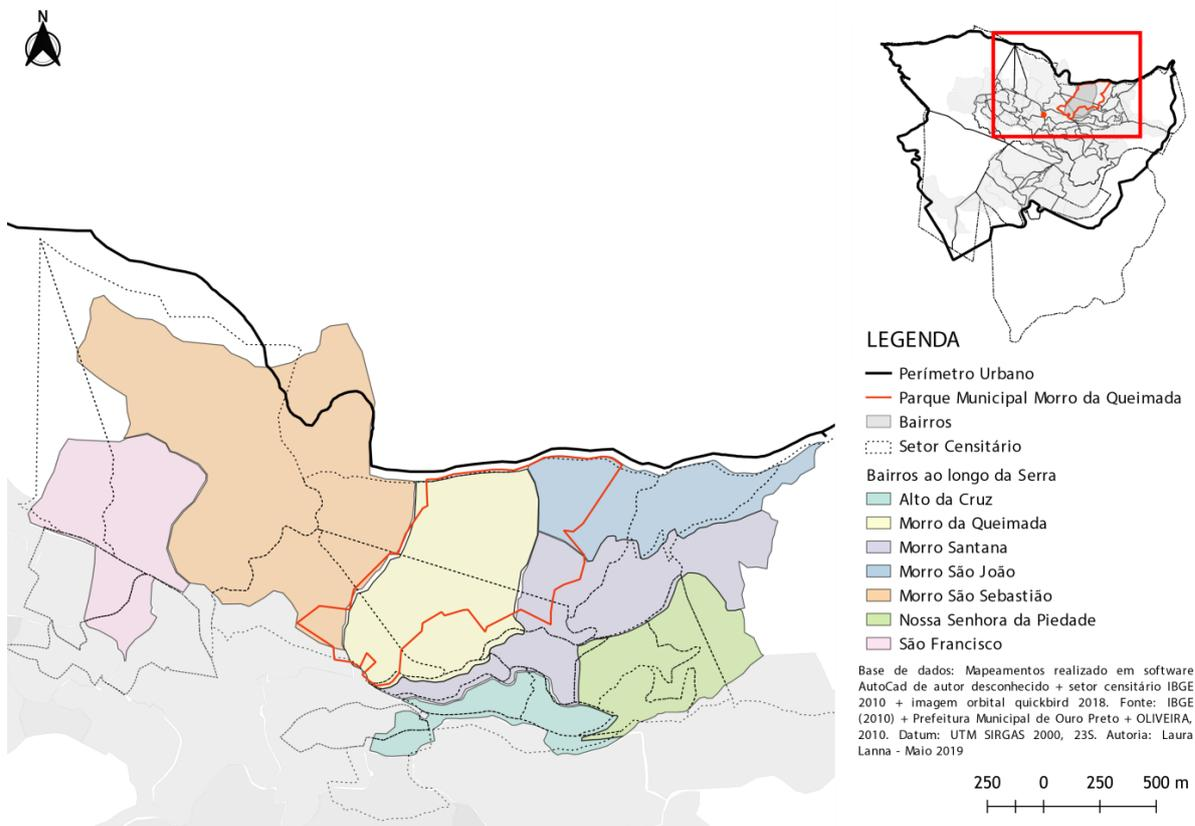 N
LEGENDA
Perímetro Urbano
Parque Municipal Morro da Queimada
Bairros
Setor Censitário
Bairros ao longo da Serra
Alto da Cruz
Morro da Queimada
Morro Santana
Morro São João
Morro São Sebastião
Nossa Senhora da Piedade
São Francisco
Base de dados: Mapeamentos realizado em software
AutoCad de autor desconhecido + setor censitário IBGE
2010 + imagem orbital quickbird 2018. Fonte: IBGE
(2010) + Prefeitura Municipal de Ouro Preto + OLIVEIRA,
2010. Datum: UTM SIRGAS 2000, 23S. Autoria: Laura
Lanna - Maio 2019
250 0 250 500 m